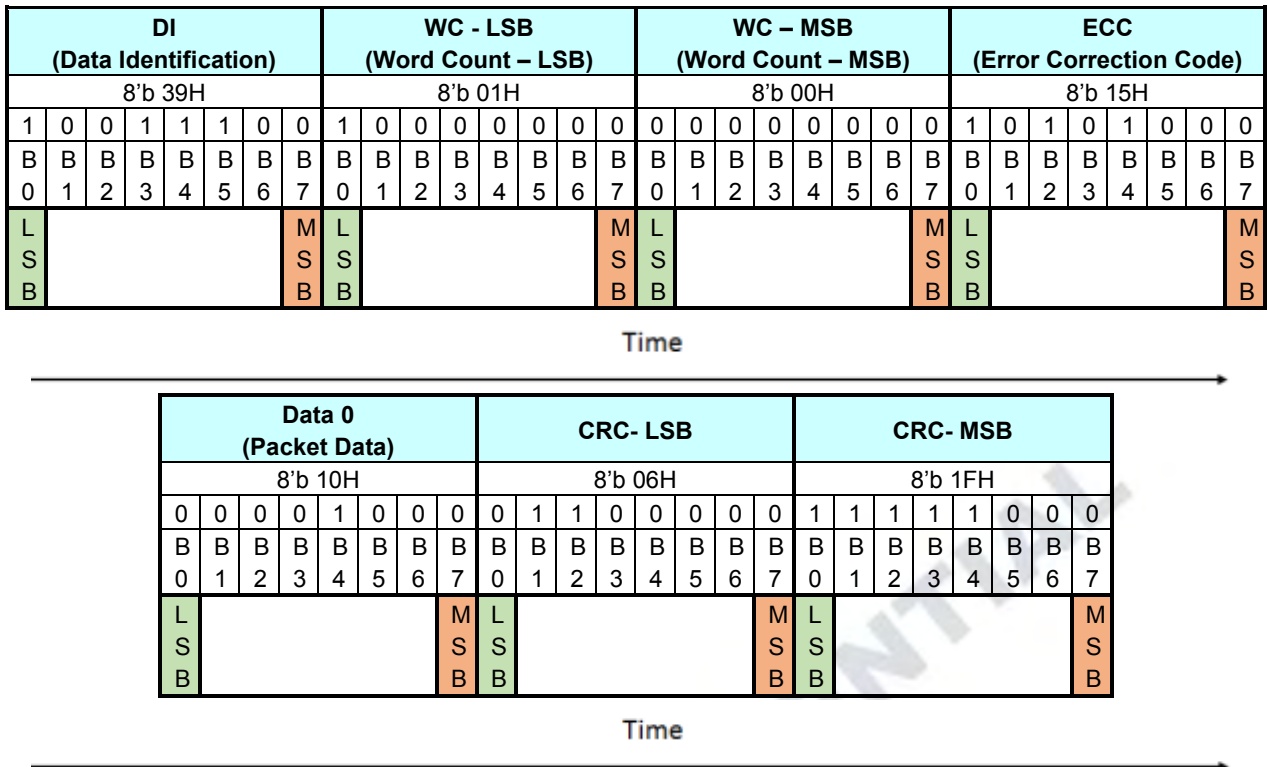 DI WC - LSB WC – MSB ECC
(Data Identification) (Word Count – LSB) (Word Count – MSB) (Error Correction Code)
8’b 39H 8’b 01H 8’b 00H 8’b 15H
1 0 0 1 1 1 0 0 1 0 0 0 0 0 0 0 0 0 0 0 0 0 0 0 1 0 1 0 1 0 0 0
B B B B B B B B B B B B B B B B B B B B B B B B B B B B B B B B
0 1 2 3 4 5 6 7 0 1 2 3 4 5 6 7 0 1 2 3 4 5 6 7 0 1 2 3 4 5 6 7
L M L M L M L M
S S S S S S S S
B B B B B B B B
Time
Data 0 CRC- LSB CRC- MSB
(Packet Data)
8’b 10H 8’b 06H 8’b 1FH
0 0 0 0 1 0 0 0 0 1 1 0 0 0 0 0 1 1 1 1 1 0 0 0
B B B B B B B B B B B B B B B B B B B B B B B B
0 1 2 3 4 5 6 7 0 1 2 3 4 5 6 7 0 1 2 3 4 5 6 7
L M L M L M
S S S S S S
B B B B B B
NTIAL
Time